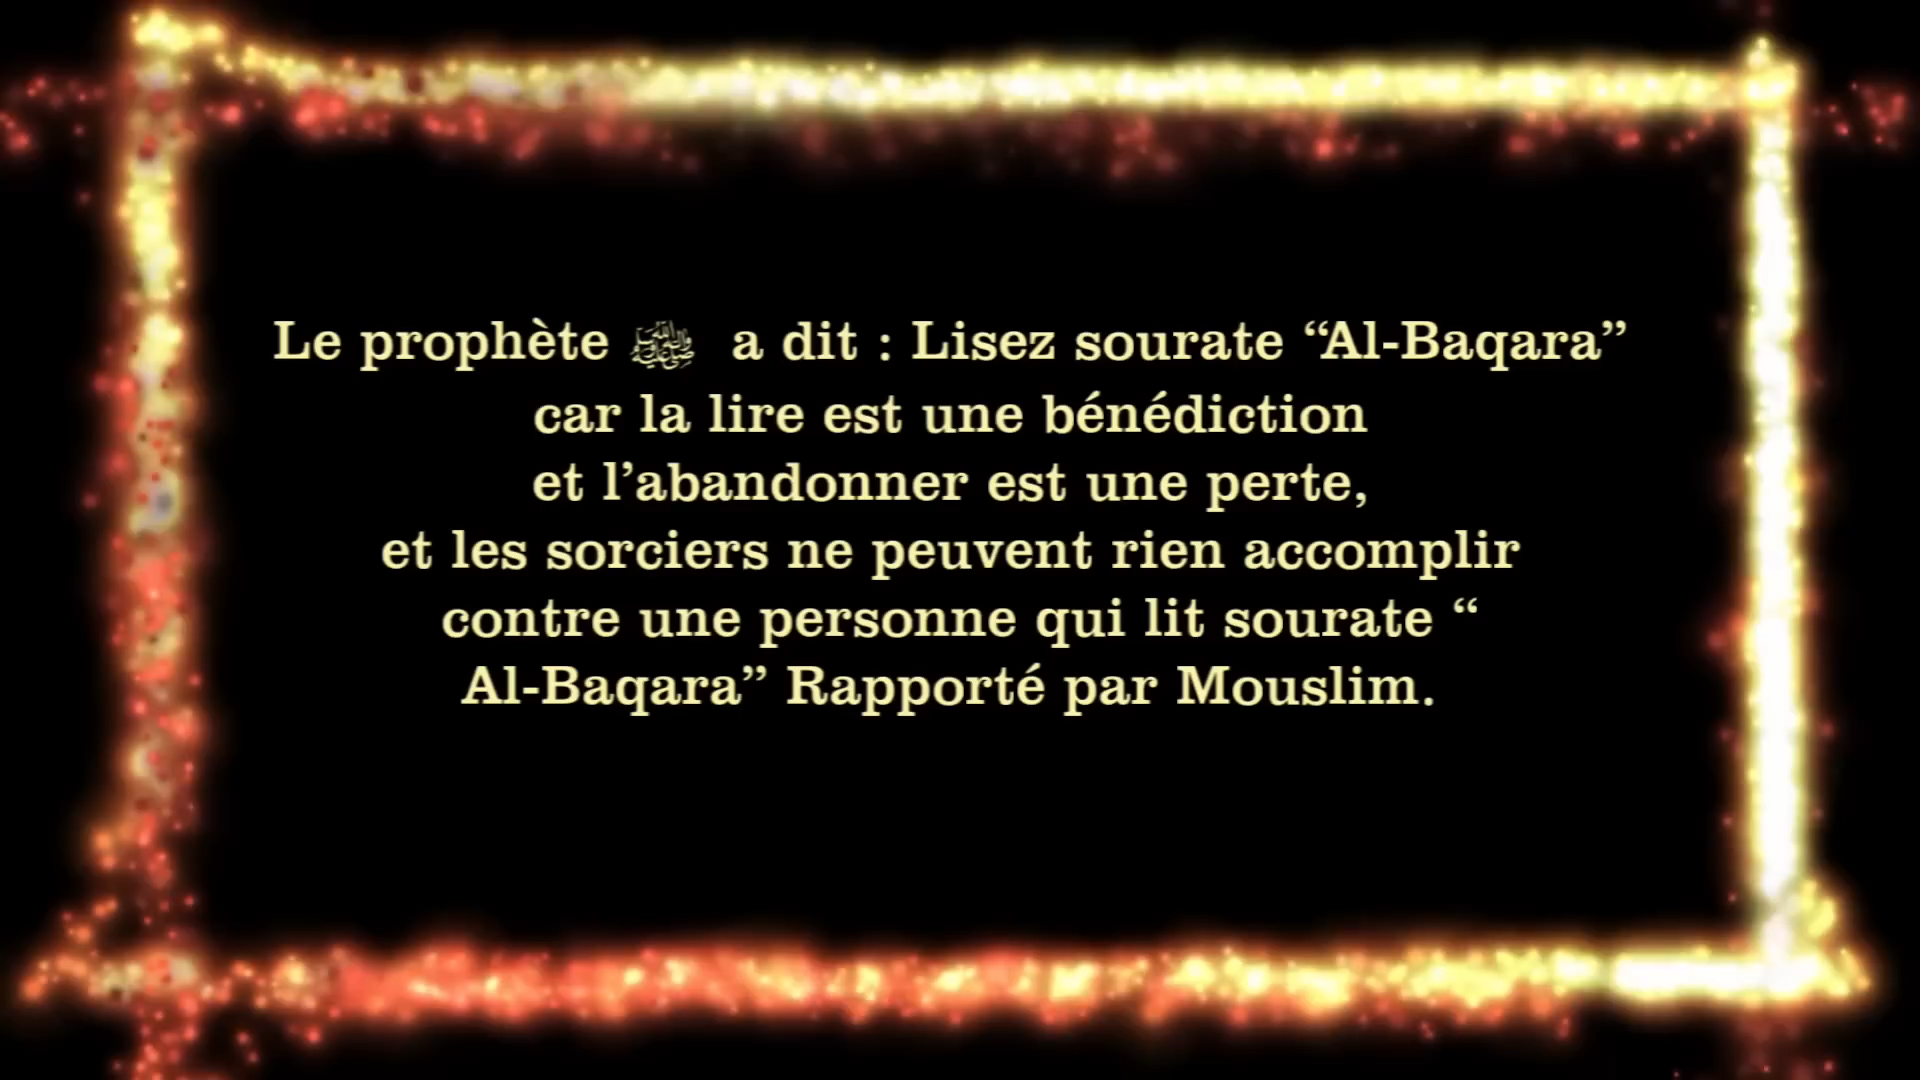 Le prophète ﷺ a dit : Lisez sourate “Al-Baqara”
car la lire est une bénédiction
et l’abandonner est une perte,
et les sorciers ne peuvent rien accomplir
contre une personne qui lit sourate “
Al-Baqara” Rapporté par Mouslim.